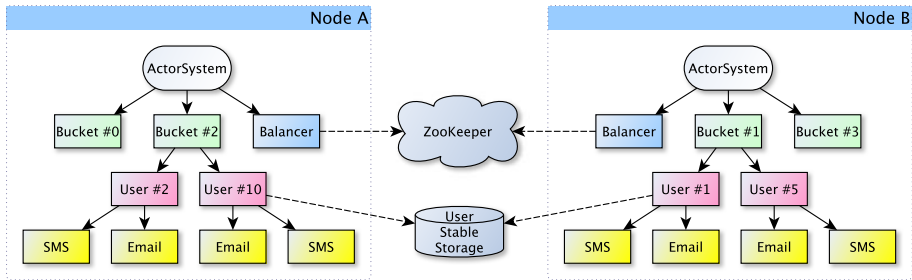 Node A
Node B
ActorSystem
ActorSystem
Bucket #0
Bucket #2
Balancer
ZooKeeper
Balancer
Bucket #1
Bucket #3
User #2
User #10
User #1
User #5
User
Stable
Storage
SMS
Email
Email
SMS
SMS
Email
Email
SMS